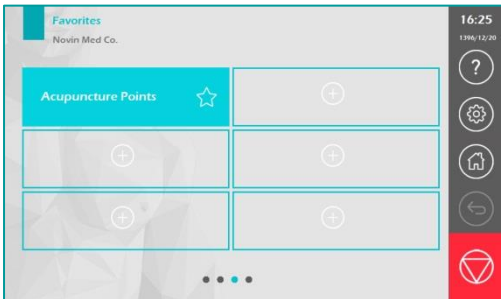 Favorites
Novin Med Co.
16:25
1396/12/20
?
Acupuncture Points